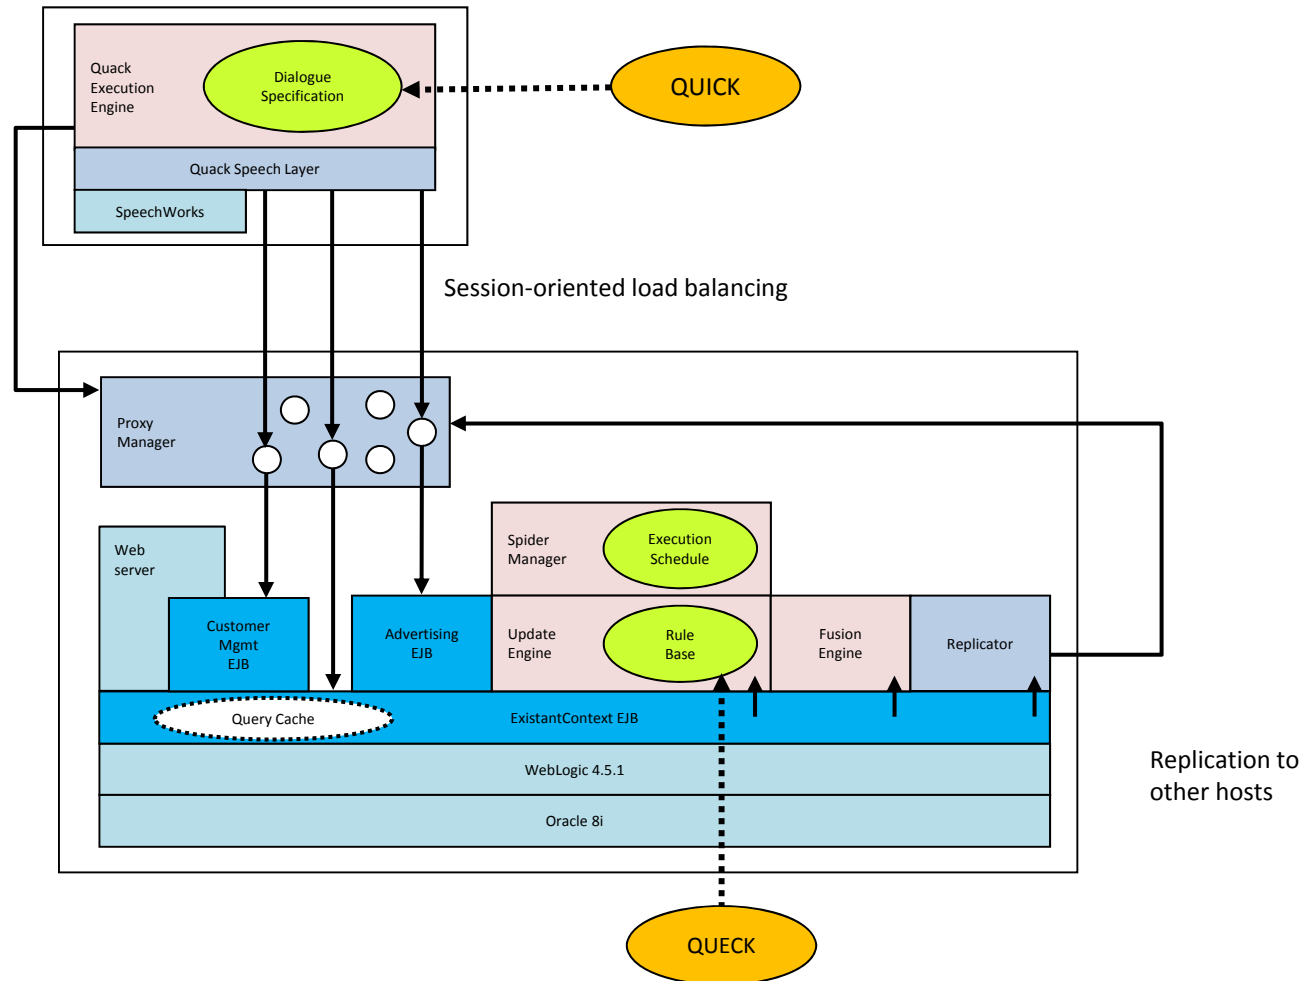 Quack
Execution
Engine
Dialogue
Specification
QUICK
Quack Speech Layer
SpeechWorks
Session-oriented load balancing
Proxy
Manager
Web
server
Spider
Manager
Execution
Schedule
Customer
Mgmt
EJB
Advertising
EJB
Update
Engine
Rule
Base
Fusion
Engine
Replicator
Query Cache
ExistantContext EJB
WebLogic 4.5.1
Oracle 8i
Replication to
other hosts
QUECK